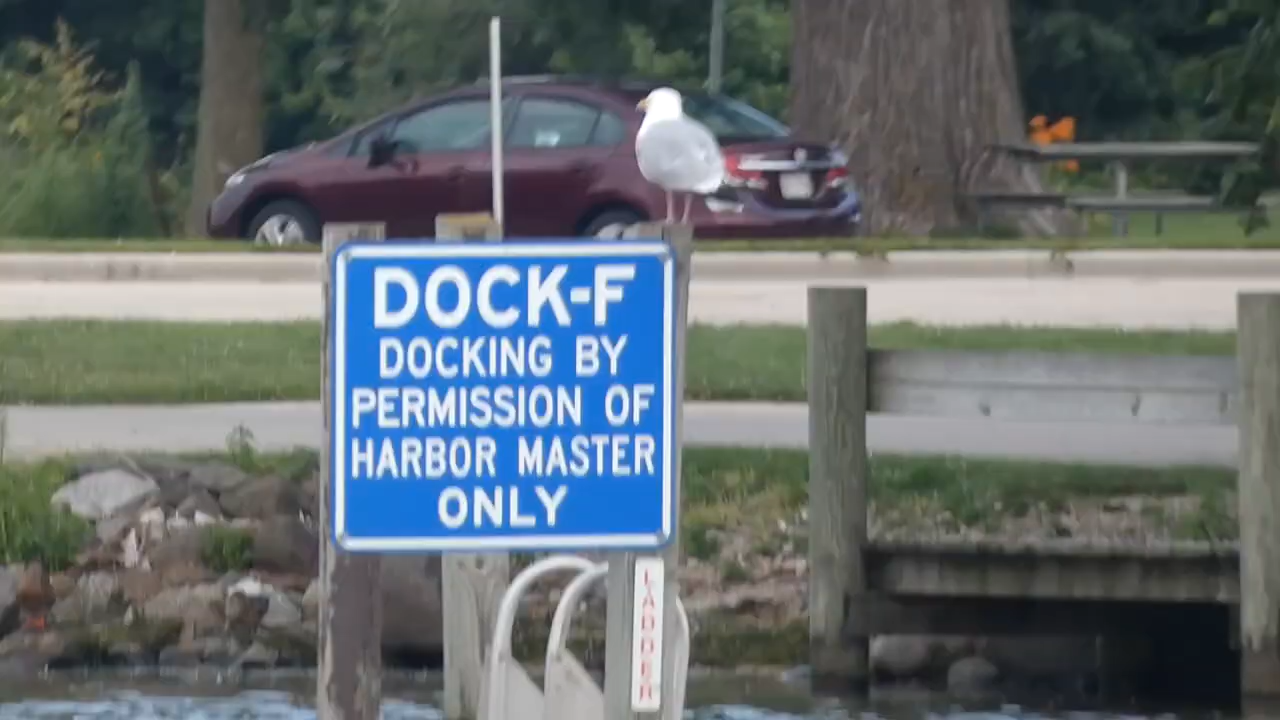 DOCK-F
DOCKING BY
PERMISSION OF
HARBOR MASTER
ONLY
LADDER